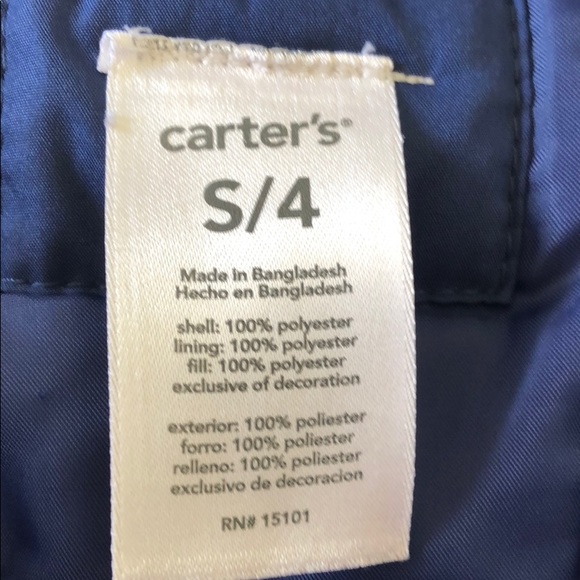 carter's®
S/4
Made in Bangladesh
Hecho en Bangladesh
shell: 100% polyester
lining: 100% polyester
fill: 100% polyester
exclusive of decoration
exterior: 100% poliester
forro: 100% poliester
relleno: 100% poliester
exclusivo de decoracion
RN# 15101